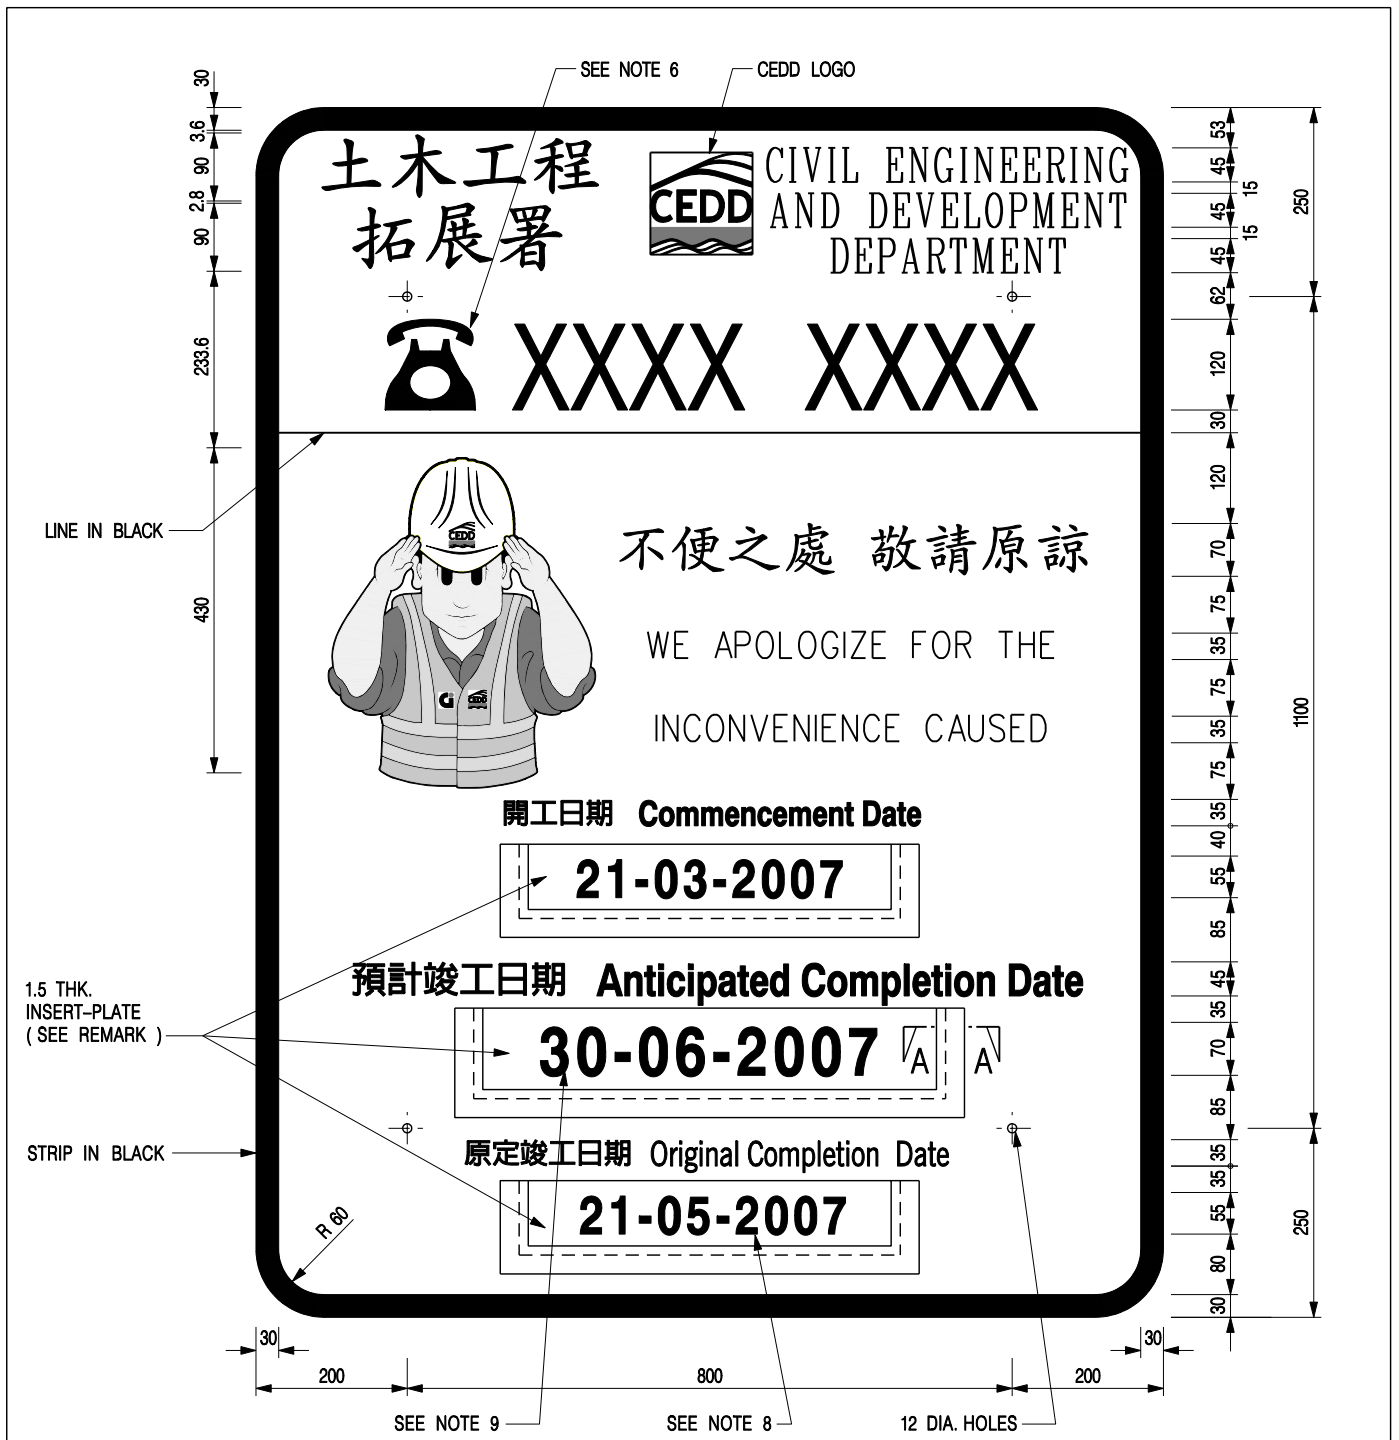 SEE NOTE 6
CEDD LOGO
土木工程
拓展署
CEDD
CIVIL ENGINEERING
AND DEVELOPMENT
DEPARTMENT
XXXX XXXX
LINE IN BLACK
CEDD
不便之處 敬請原諒
WE APOLOGIZE FOR THE
INCONVENIENCE CAUSED
CEDD
開工日期 Commencement Date
21-03-2007
預計竣工日期 Anticipated Completion Date
1.5 THK.
INSERT-PLATE
( SEE REMARK )
30-06-2007
A A
原定竣工日期 Original Completion Date
STRIP IN BLACK
21-05-2007
R 60
30
3.6
90
2.8
90
233.6
430
53
45
15
45
15
45
62
120
30
120
70
75
35
75
35
75
35
40
55
85
45
35
70
85
35
35
55
80
30
250
1100
250
30
30
200
800
200
SEE NOTE 9
SEE NOTE 8
12 DIA. HOLES